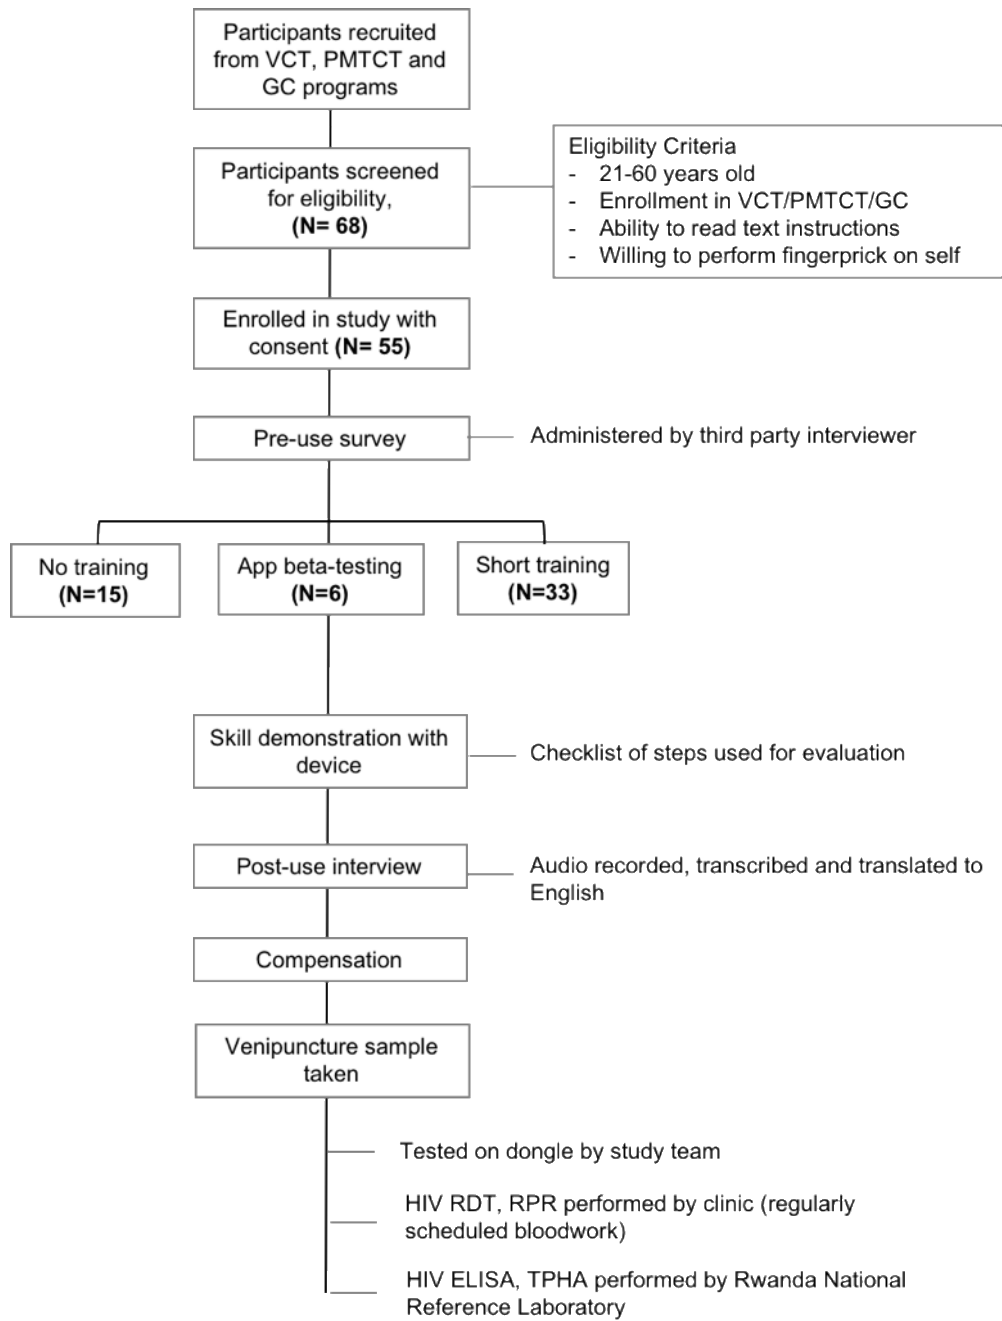 Participants recruited
from VCT, PMTCT and
GC programs
Participants screened
for eligibility,
(N= 68)
Eligibility Criteria
- 21-60 years old
- Enrollment in VCT/PMTCT/GC
- Ability to read text instructions
- Willing to perform fingerprick on self
Enrolled in study with
consent (N= 55)
Pre-use survey
Administered by third party interviewer
No training
(N=15)
App beta-testing
(N=6)
Short training
(N=33)
Skill demonstration with
device
Checklist of steps used for evaluation
Post-use interview
Audio recorded, transcribed and translated to
English
Compensation
Venipuncture sample
taken
Tested on dongle by study team
HIV RDT, RPR performed by clinic (regularly
scheduled bloodwork)
HIV ELISA, TPHA performed by Rwanda National
Reference Laboratory